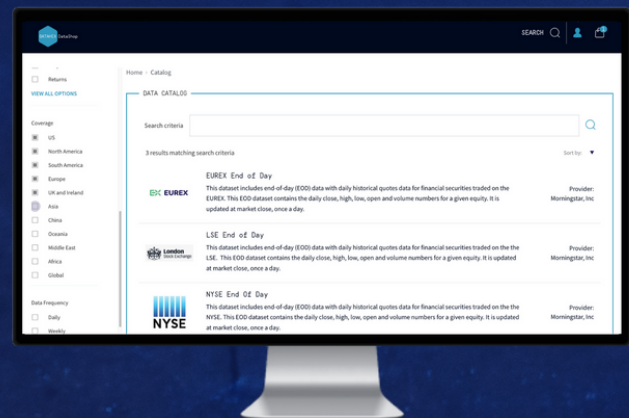 DataShop
SEARCH
Returns
VIEW ALL OPTIONS
Coverage
US
North America
South America
Europe
UK and Ireland
Asia
China
Oceania
Middle East
Africa
Global
Data Frequency
Daily
Weekly
Home Catalog
DATA CATALOG
Search criteria
3 results matching search criteria
Sort by:
EUREX
EUREX End of Day
This dataset includes end-of-day (EOD) data with daily historical quotes data for financial securities traded on the
EUREX. This EOD dataset contains the daily close, high, low, open and volume numbers for a given equity. It is
updated at market close, once a day.
Provider:
Morningstar, Inc
London
Stock Exchange
LSE End of Day
This dataset includes end-of-day (EOD) data with daily historical quotes data for financial securities traded on the the
LSE. This EOD dataset contains the daily close, high, low, open and volume numbers for a given equity. It is updated
at market close, once a day.
Provider:
Morningstar, Inc
NYSE
NYSE End Of Day
This dataset includes end-of-day (EOD) data with daily historical quotes data for financial securities traded on the the
NYSE. This EOD dataset contains the daily close, high, low, open and volume numbers for a given equity. It is updated
at market close, once a day.
Provider:
Morningstar, Inc